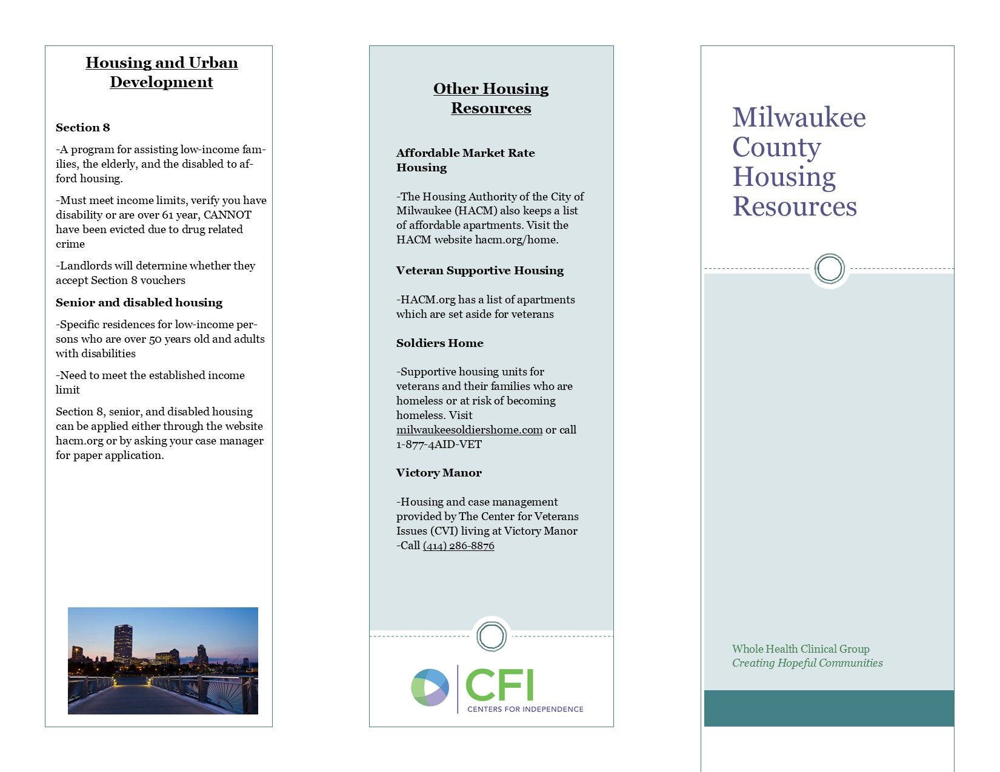 Housing and Urban
Development
Section 8
-A program for assisting low-income fam-
ilies, the elderly, and the disabled to af-
ford housing.
-Must meet income limits, verify you have
disability or are over 61 year, CANNOT
have been evicted due to drug related
crime
-Landlords will determine whether they
accept Section 8 vouchers
Senior and disabled housing
-Specific residences for low-income per-
sons who are over 50 years old and adults
with disabilities
-Need to meet the established income
limit
Section 8, senior, and disabled housing
can be applied either through the website
hacm.org or by asking your case manager
for paper application.
Other Housing
Resources
Affordable Market Rate
Housing
-The Housing Authority of the City of
Milwaukee (HACM) also keeps a list
of affordable apartments. Visit the
HACM website hacm.org/home.
Veteran Supportive Housing
-HACM.org has a list of apartments
which are set aside for veterans
Soldiers Home
-Supportive housing units for
veterans and their families who are
homeless or at risk of becoming
homeless. Visit
milwaukeesoldiershome.com or call
1-877-4AID-VET
Victory Manor
-Housing and case management
provided by The Center for Veterans
Issues (CVI) living at Victory Manor
-Call (414) 286-8876
CFI
CENTERS FOR INDEPENDENCE
Milwaukee
County
Housing
Resources
Whole Health Clinical Group
Creating Hopeful Communities